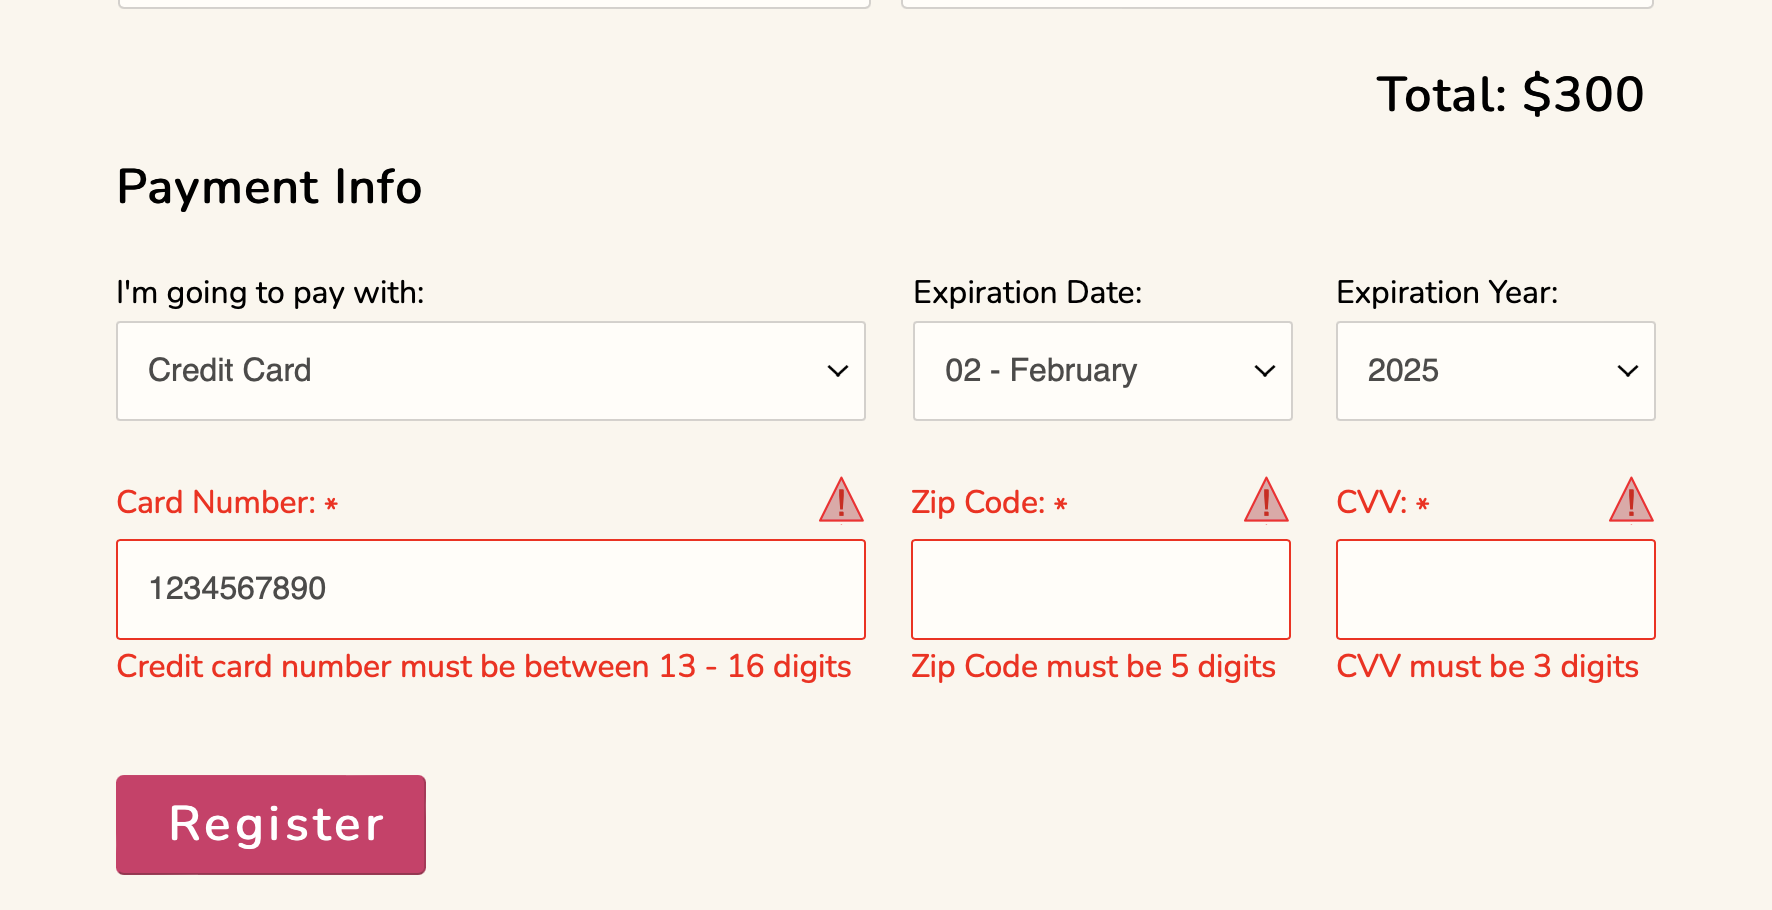 Total: $300
Payment Info
I'm going to pay with:
Expiration Date:
Expiration Year:
Credit Card
02 - February
2025
Card Number: *
Zip Code: *
CVV: *
1234567890
Credit card number must be between 13 - 16 digits
Zip Code must be 5 digits
CVV must be 3 digits
Register